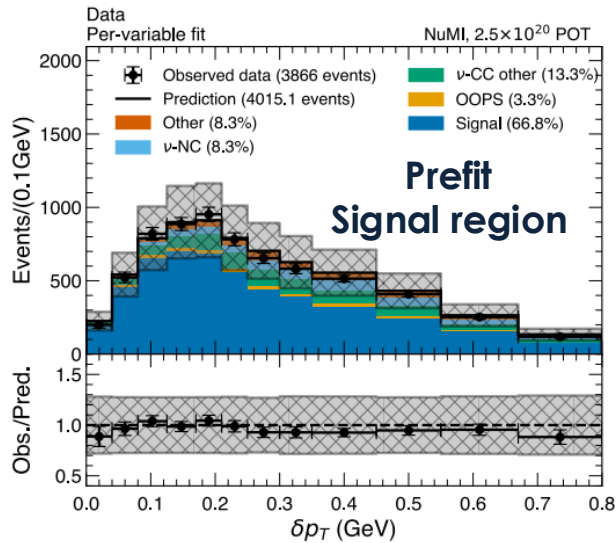 Data
Per-variable fit
NuMI, 2.5×10²⁰ POT
2000
1500
1000
500
0
Events/(0.1GeV)
Observed data (3866 events)
Prediction (4015.1 events)
Other (8.3%)
ν-NC (8.3%)
ν-CC other (13.3%)
OOPS (3.3%)
Signal (66.8%)
Prefit
Signal region
1.5
1.0
0.5
Obs./Pred.
0.0 0.1 0.2 0.3 0.4 0.5 0.6 0.7 0.8
δp_T (GeV)